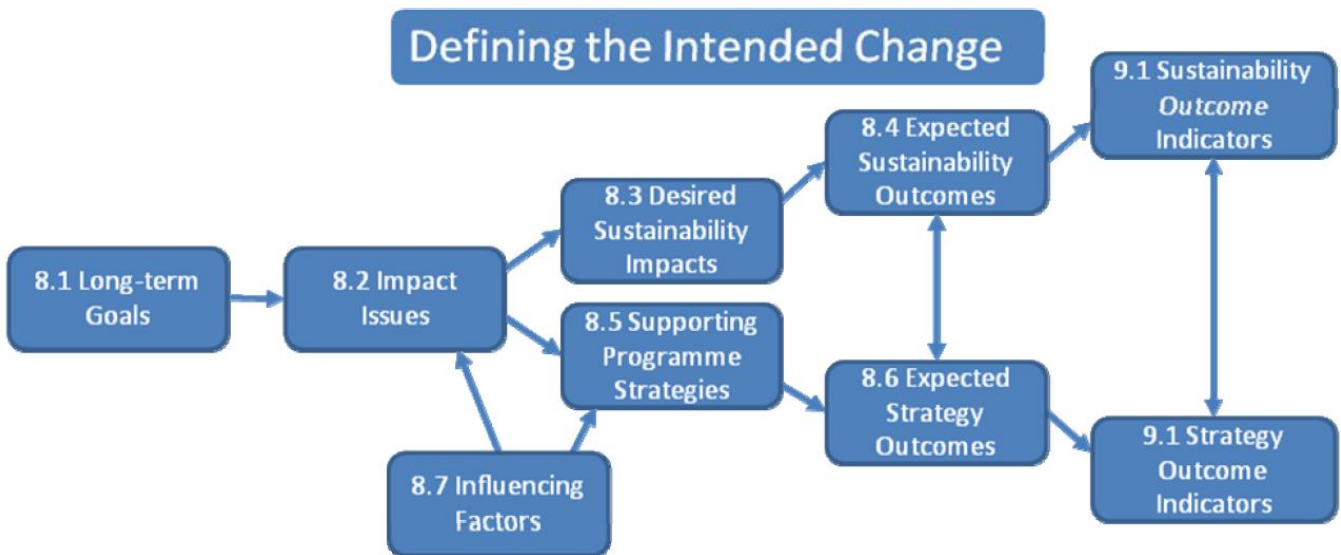 Defining the Intended Change
8.1 Long-term
Goals
8.2 Impact
Issues
8.3 Desired
Sustainability
Impacts
8.4 Expected
Sustainability
Outcomes
9.1 Sustainability
Outcome
Indicators
8.5 Supporting
Programme
Strategies
8.6 Expected
Strategy
Outcomes
9.1 Strategy
Outcome
Indicators
8.7 Influencing
Factors